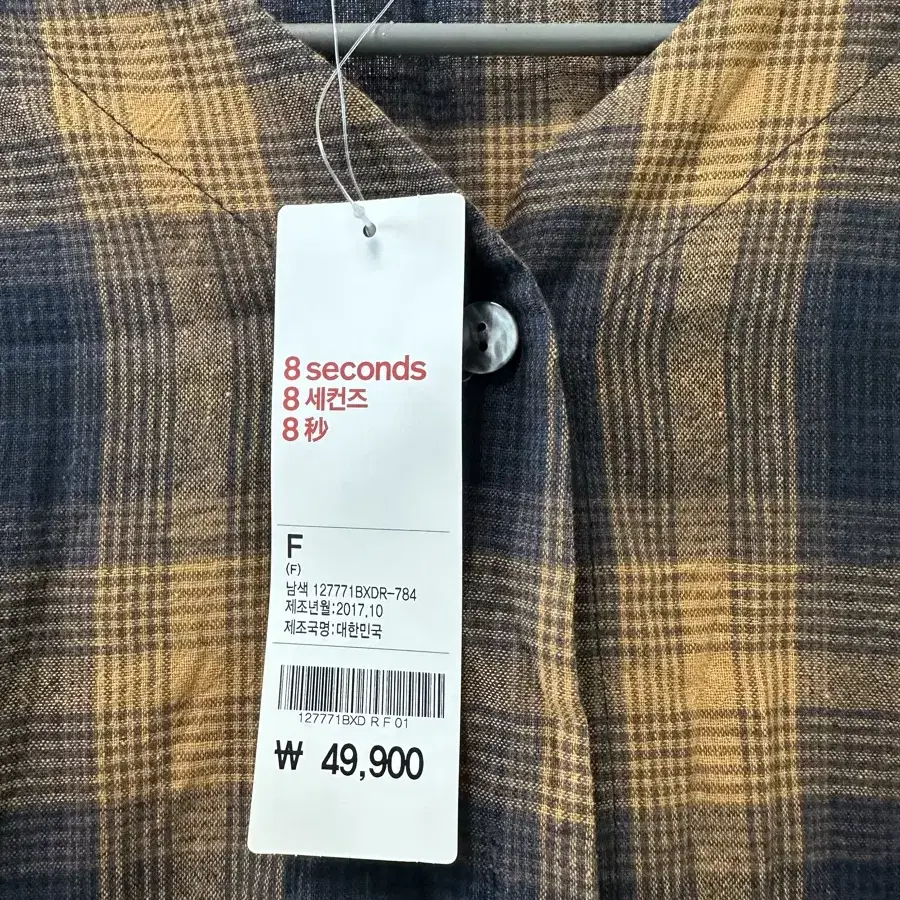 8 seconds
8 세컨즈
8 秒
F
(F)
남색 127771BXDR-784
제조년월:2017.10
제조국명:대한민국
127771BXD R F 01
₩ 49,900